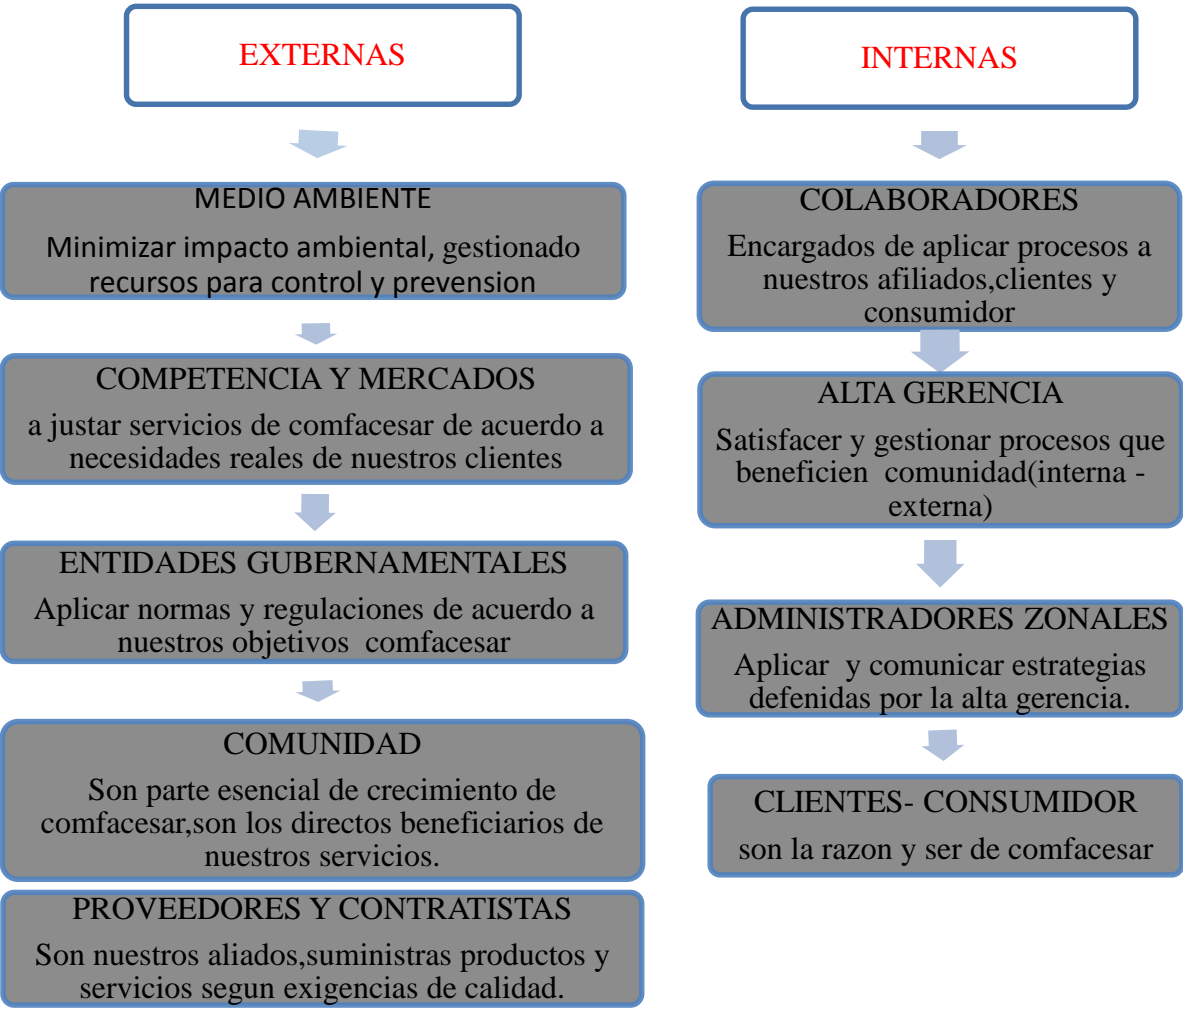 EXTERNAS
MEDIO AMBIENTE
Minimizar impacto ambiental, gestionado
recursos para control y prevension
COMPETENCIA Y MERCADOS
a justar servicios de comfacesar de acuerdo a
necesidades reales de nuestros clientes
ENTIDADES GUBERNAMENTALES
Aplicar normas y regulaciones de acuerdo a
nuestros objetivos comfacesar
COMUNIDAD
Son parte esencial de crecimiento de
comfacesar,son los directos beneficiarios de
nuestros servicios.
PROVEEDORES Y CONTRATISTAS
Son nuestros aliados,suministras productos y
servicios segun exigencias de calidad.
INTERNAS
COLABORADORES
Encargados de aplicar procesos a
nuestros afiliados,clientes y
consumidor
ALTA GERENCIA
Satisfacer y gestionar procesos que
beneficien comunidad(interna -
externa)
ADMINISTRADORES ZONALES
Aplicar y comunicar estrategias
defenidas por la alta gerencia.
CLIENTES- CONSUMIDOR
son la razon y ser de comfacesar